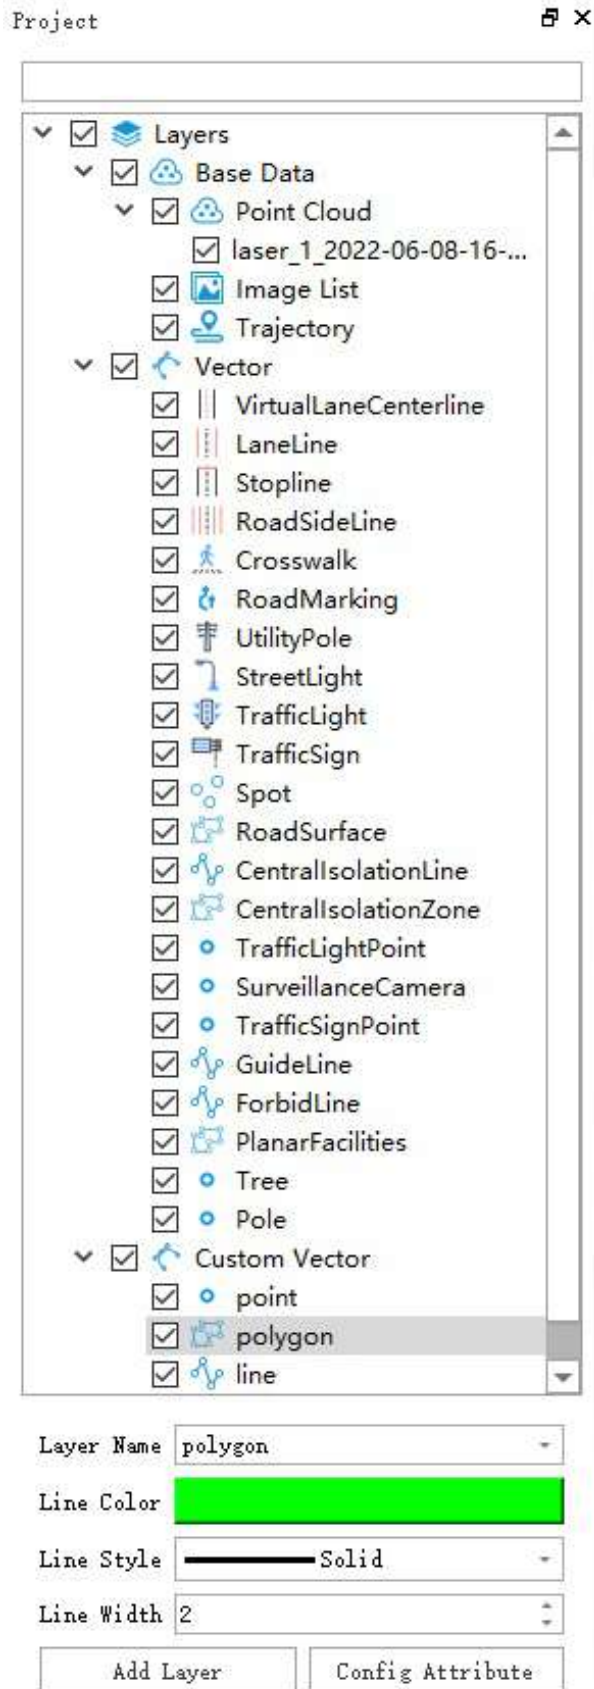 Project
Layers
Base Data
Point Cloud
laser_1_2022-06-08-16-...
Image List
Trajectory
Vector
VirtualLaneCenterline
LaneLine
Stopline
RoadSideLine
Crosswalk
RoadMarking
UtilityPole
StreetLight
TrafficLight
TrafficSign
Spot
RoadSurface
CentralIsolationLine
CentralIsolationZone
TrafficLightPoint
SurveillanceCamera
TrafficSignPoint
GuideLine
ForbidLine
PlanarFacilities
Tree
Pole
Custom Vector
point
polygon
line
Layer Name polygon
Line Color
Line Style Solid
Line Width 2
Add Layer Config Attribute